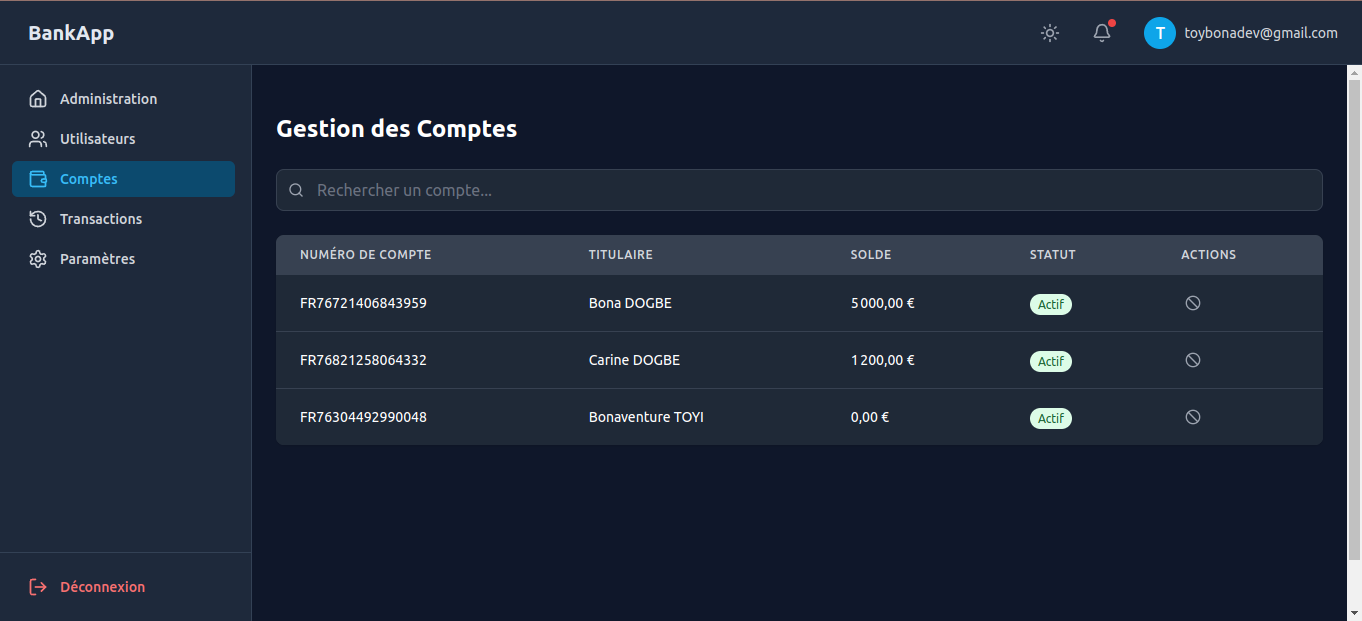 BankApp
T toybonadev@gmail.com
Administration
Utilisateurs
Comptes
Transactions
Paramètres
Déconnexion
Gestion des Comptes
Rechercher un compte...
NUMÉRO DE COMPTE TITULAIRE SOLDE STATUT ACTIONS
FR76721406843959 Bona DOGBE 5 000,00 € Actif
FR76821258064332 Carine DOGBE 1 200,00 € Actif
FR76304492990048 Bonaventure TOYI 0,00 € Actif